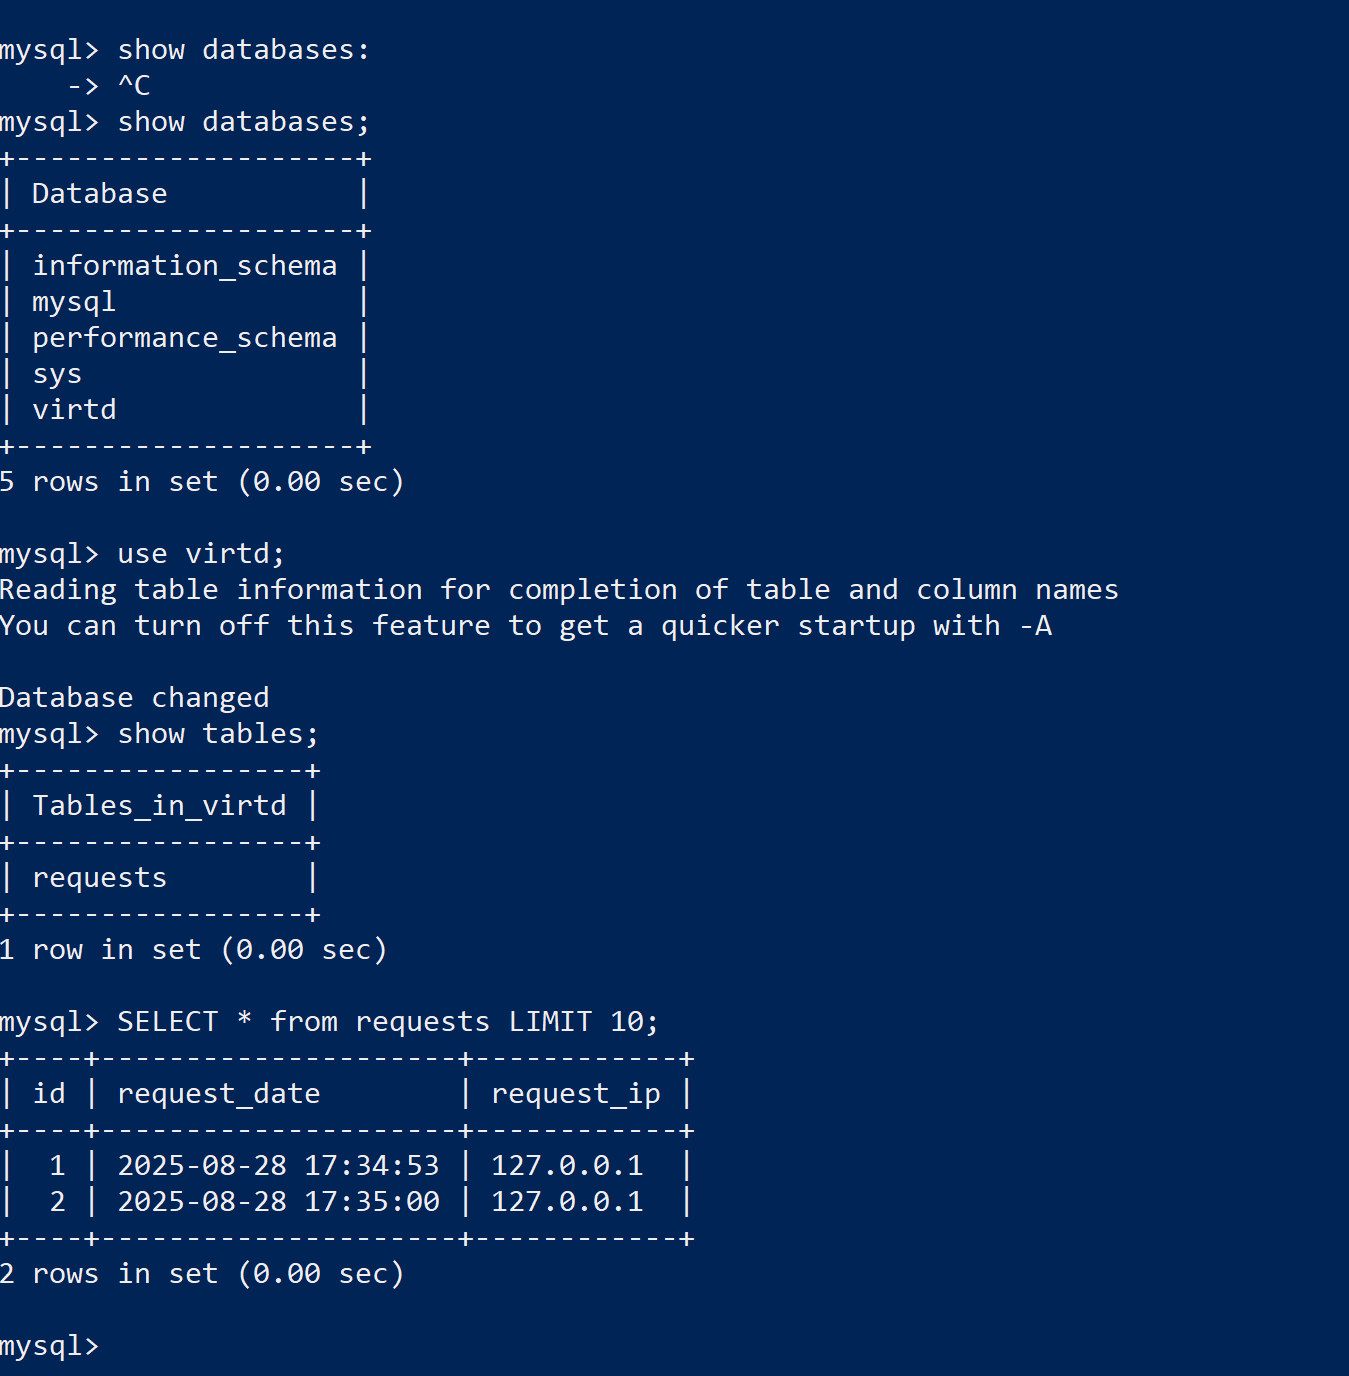 mysql> show databases:
    -> ^C
mysql> show databases;
+--------------------+
| Database           |
+--------------------+
| information_schema |
| mysql              |
| performance_schema |
| sys                |
| virtd              |
+--------------------+
5 rows in set (0.00 sec)

mysql> use virtd;
Reading table information for completion of table and column names
You can turn off this feature to get a quicker startup with -A

Database changed
mysql> show tables;
+-----------------+
| Tables_in_virtd |
+-----------------+
| requests        |
+-----------------+
1 row in set (0.00 sec)

mysql> SELECT * from requests LIMIT 10;
+----+---------------------+------------+
| id | request_date        | request_ip |
+----+---------------------+------------+
|  1 | 2025-08-28 17:34:53 | 127.0.0.1  |
|  2 | 2025-08-28 17:35:00 | 127.0.0.1  |
+----+---------------------+------------+
2 rows in set (0.00 sec)

mysql>